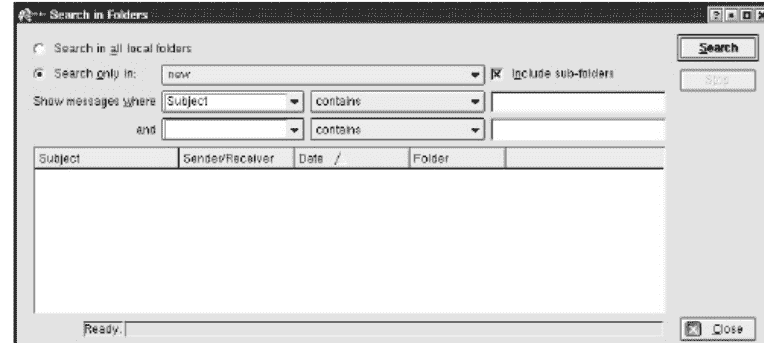 Search in Folders
Search in all local folders
Search only in: new Include sub-folders
Search
Stop
Show messages where Subject contains
and contains
Subject Sender/Receiver Date / Folder
Ready.
Close